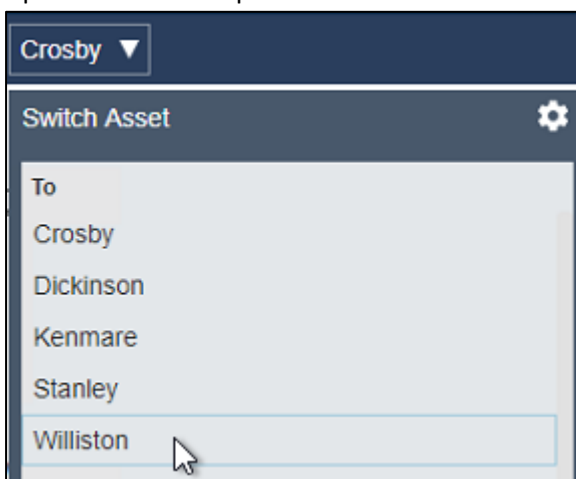 Crosby ▼
Switch Asset
To
Crosby
Dickinson
Kenmare
Stanley
Williston